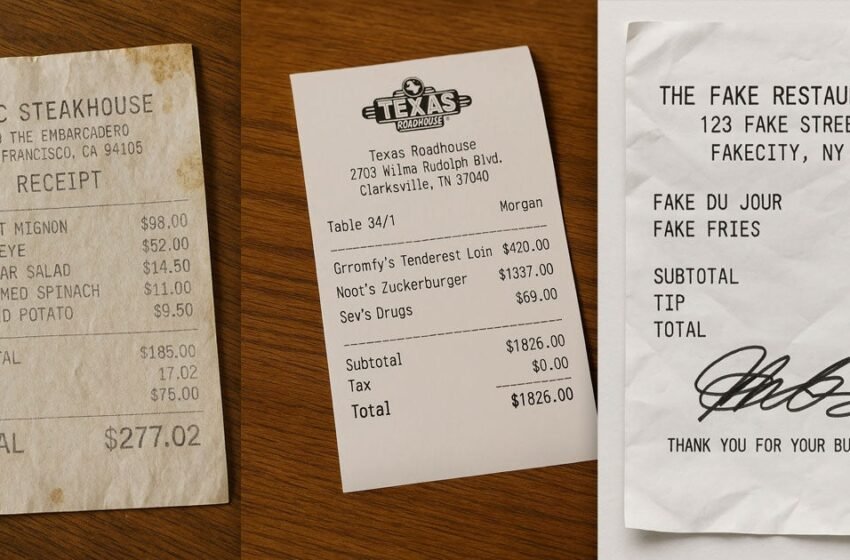 C STEAKHOUSE
THE EMBARCADERO
FRANCISCO, CA 94105
RECEIPT
T MIGNON $98.00
EYE $52.00
AR SALAD $14.50
MED SPINACH $11.00
D POTATO $9.50
TAL $185.00
17.02
$75.00
AL $277.02
TEXAS
ROADHOUSE
Texas Roadhouse
2703 Wilma Rudolph Blvd.
Clarksville, TN 37040
Table 34/1 Morgan
Grromfy's Tenderest Loin $420.00
Noot's Zuckerburger $1337.00
Sev's Drugs $69.00
Subtotal $1826.00
Tax $0.00
Total $1826.00
THE FAKE RESTAU
123 FAKE STREE
FAKECITY, NY
FAKE DU JOUR
FAKE FRIES
SUBTOTAL
TIP
TOTAL
THANK YOU FOR YOUR BU